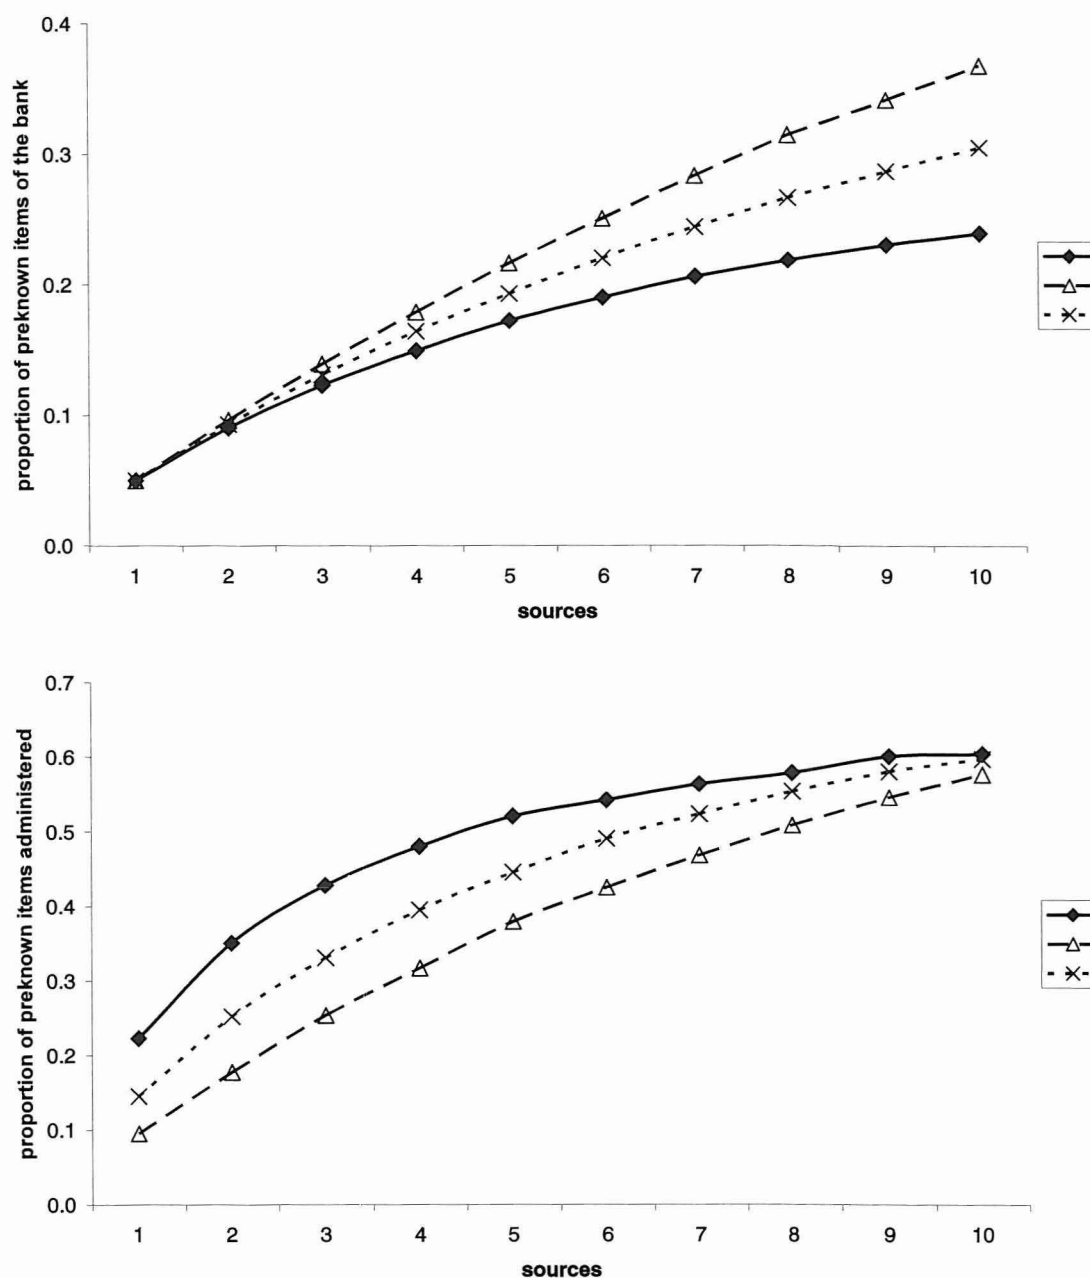 0.4
0.3
0.2
0.1
0.0
proportion of preknown items of the bank
1 2 3 4 5 6 7 8 9 10
sources
0.7
0.6
0.5
0.4
0.3
0.2
0.1
0.0
proportion of preknown items administered
1 2 3 4 5 6 7 8 9 10
sources